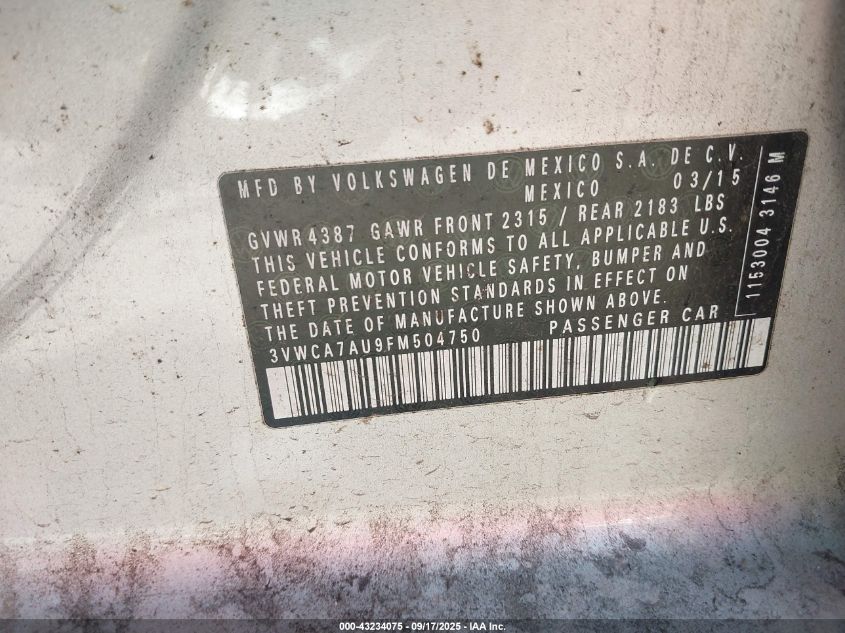 MFD BY VOLKSWAGEN DE MEXICO S.A. DE C.V.
MEXICO 03/15
GVWR 4387 GAWR FRONT 2315 / REAR 2183 LBS
THIS VEHICLE CONFORMS TO ALL APPLICABLE U.S.
FEDERAL MOTOR VEHICLE SAFETY, BUMPER AND
THEFT PREVENTION STANDARDS IN EFFECT ON
THE DATE OF MANUFACTURE SHOWN ABOVE.
3VWCA7AU9FM504750 PASSENGER CAR
1153004 3146 M
000-43234075 - 09/17/2025 - IAA Inc.